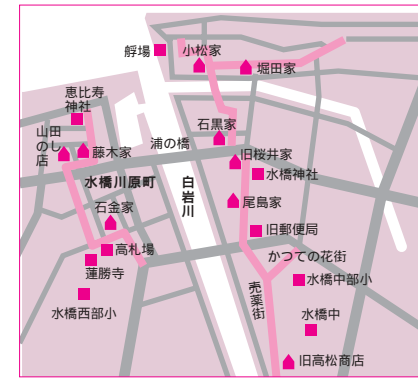 艀場
小松家
堀田家
恵比寿
神社
山田
のし
店
藤木家
石黒家
浦の橋
旧桜井家
水橋神社
水橋川原町
白岩川
石金家
尾島家
高札場
旧郵便局
蓮勝寺
かつての花街
売薬街
水橋中部小
水橋西部小
水橋中
旧高松商店